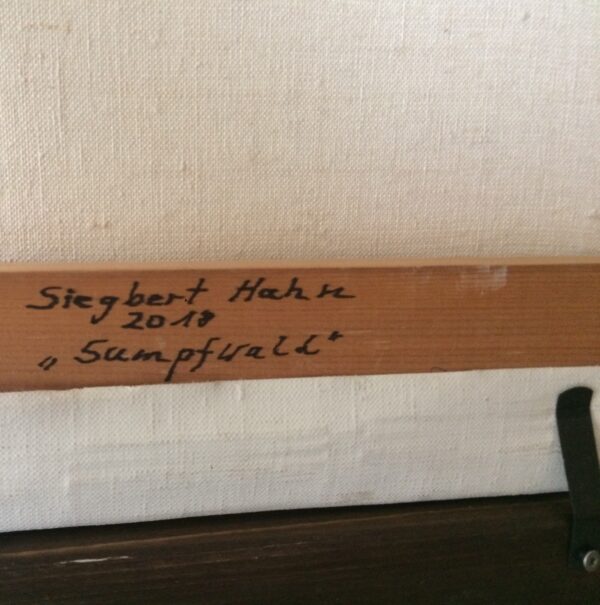 Siegbert Hahn
2018
„Sumpfwald“